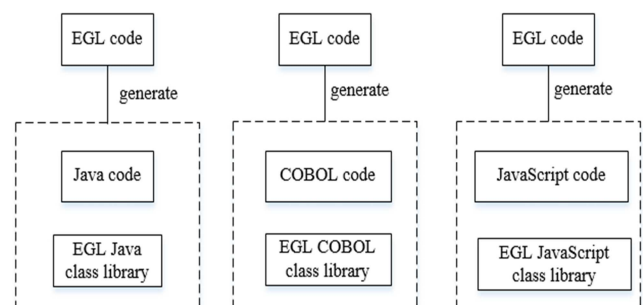 EGL code
EGL code
EGL code
generate
generate
generate
Java code
COBOL code
JavaScript code
EGL Java
class library
EGL COBOL
class library
EGL JavaScript
class library